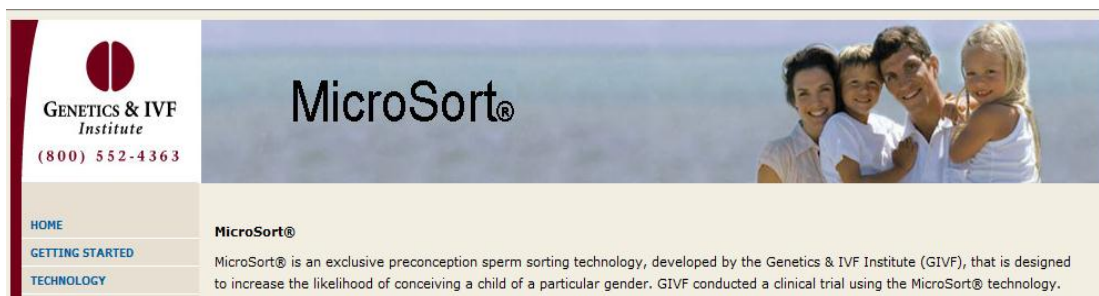 GENETICS & IVF
Institute
(800) 552-4363
MicroSort®
HOME
GETTING STARTED
TECHNOLOGY
MicroSort®
MicroSort® is an exclusive preconception sperm sorting technology, developed by the Genetics & IVF Institute (GIVF), that is designed
to increase the likelihood of conceiving a child of a particular gender. GIVF conducted a clinical trial using the MicroSort® technology.